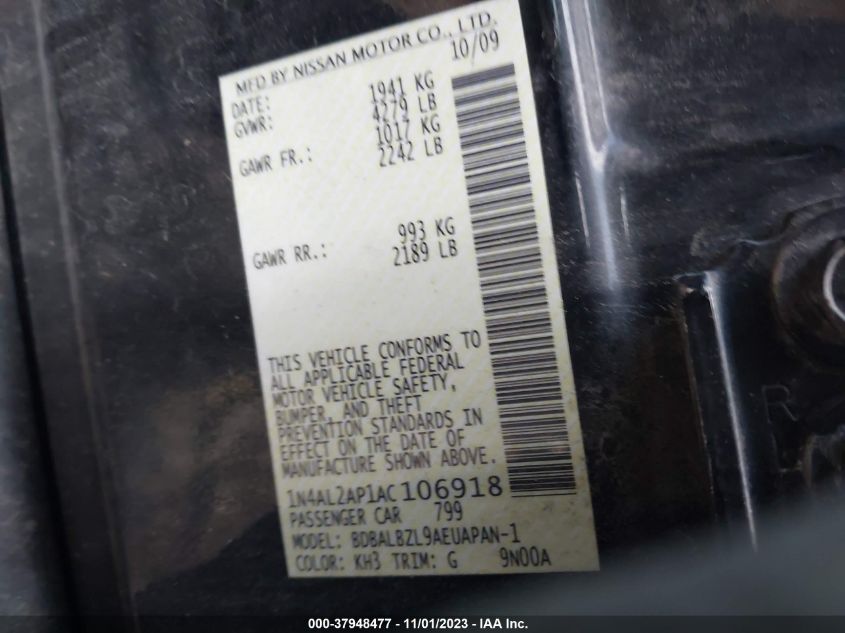 MFD BY NISSAN MOTOR CO., LTD.
DATE: 10/09
GVWR: 1941 KG
4279 LB
GAWR FR.: 1017 KG
2242 LB
GAWR RR.: 993 KG
2189 LB
THIS VEHICLE CONFORMS TO
ALL APPLICABLE FEDERAL
MOTOR VEHICLE SAFETY,
BUMPER, AND THEFT
PREVENTION STANDARDS IN
EFFECT ON THE DATE OF
MANUFACTURE SHOWN ABOVE.
1N4AL2AP1AC106918
PASSENGER CAR 799
MODEL: BDBALBZL9AEUAPAN-1
COLOR: KH3 TRIM: G 9N00A
R
000-37948477 - 11/01/2023 - IAA Inc.